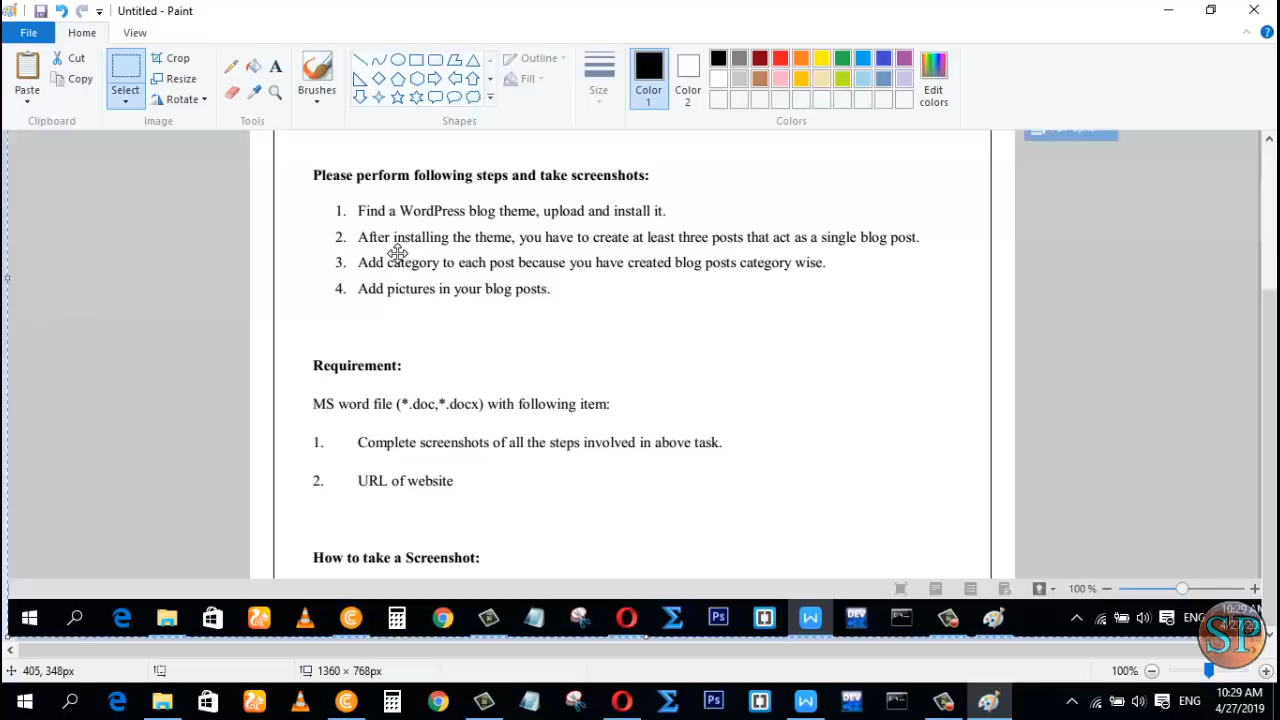 Untitled - Paint
File Home View
Paste
Cut
Copy
Clipboard
Select
Crop
Resize
Rotate
Image
Tools
Brushes
Shapes
Outline
Fill
Size
Color 1
Color 2
Edit colors
Colors
Please perform following steps and take screenshots:
1. Find a WordPress blog theme, upload and install it.
2. After installing the theme, you have to create at least three posts that act as a single blog post.
3. Add category to each post because you have created blog posts category wise.
4. Add pictures in your blog posts.
Requirement:
MS word file (*.doc,*.docx) with following item:
1. Complete screenshots of all the steps involved in above task.
2. URL of website
How to take a Screenshot:
100 %
Ps
DEV
ENG
10:29 AM
SP
405, 348px
1360 × 768px
100%
Ps
DEV
ENG
10:29 AM
4/27/2019